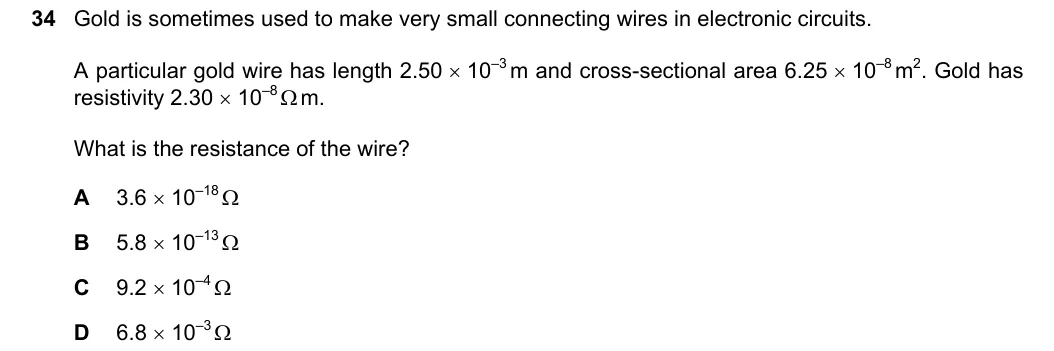 34 Gold is sometimes used to make very small connecting wires in electronic circuits.
A particular gold wire has length 2.50 × 10⁻³ m and cross-sectional area 6.25 × 10⁻⁸ m². Gold has
resistivity 2.30 × 10⁻⁸ Ω m.
What is the resistance of the wire?
A 3.6 × 10⁻¹⁸ Ω
B 5.8 × 10⁻¹³ Ω
C 9.2 × 10⁻⁴ Ω
D 6.8 × 10⁻³ Ω